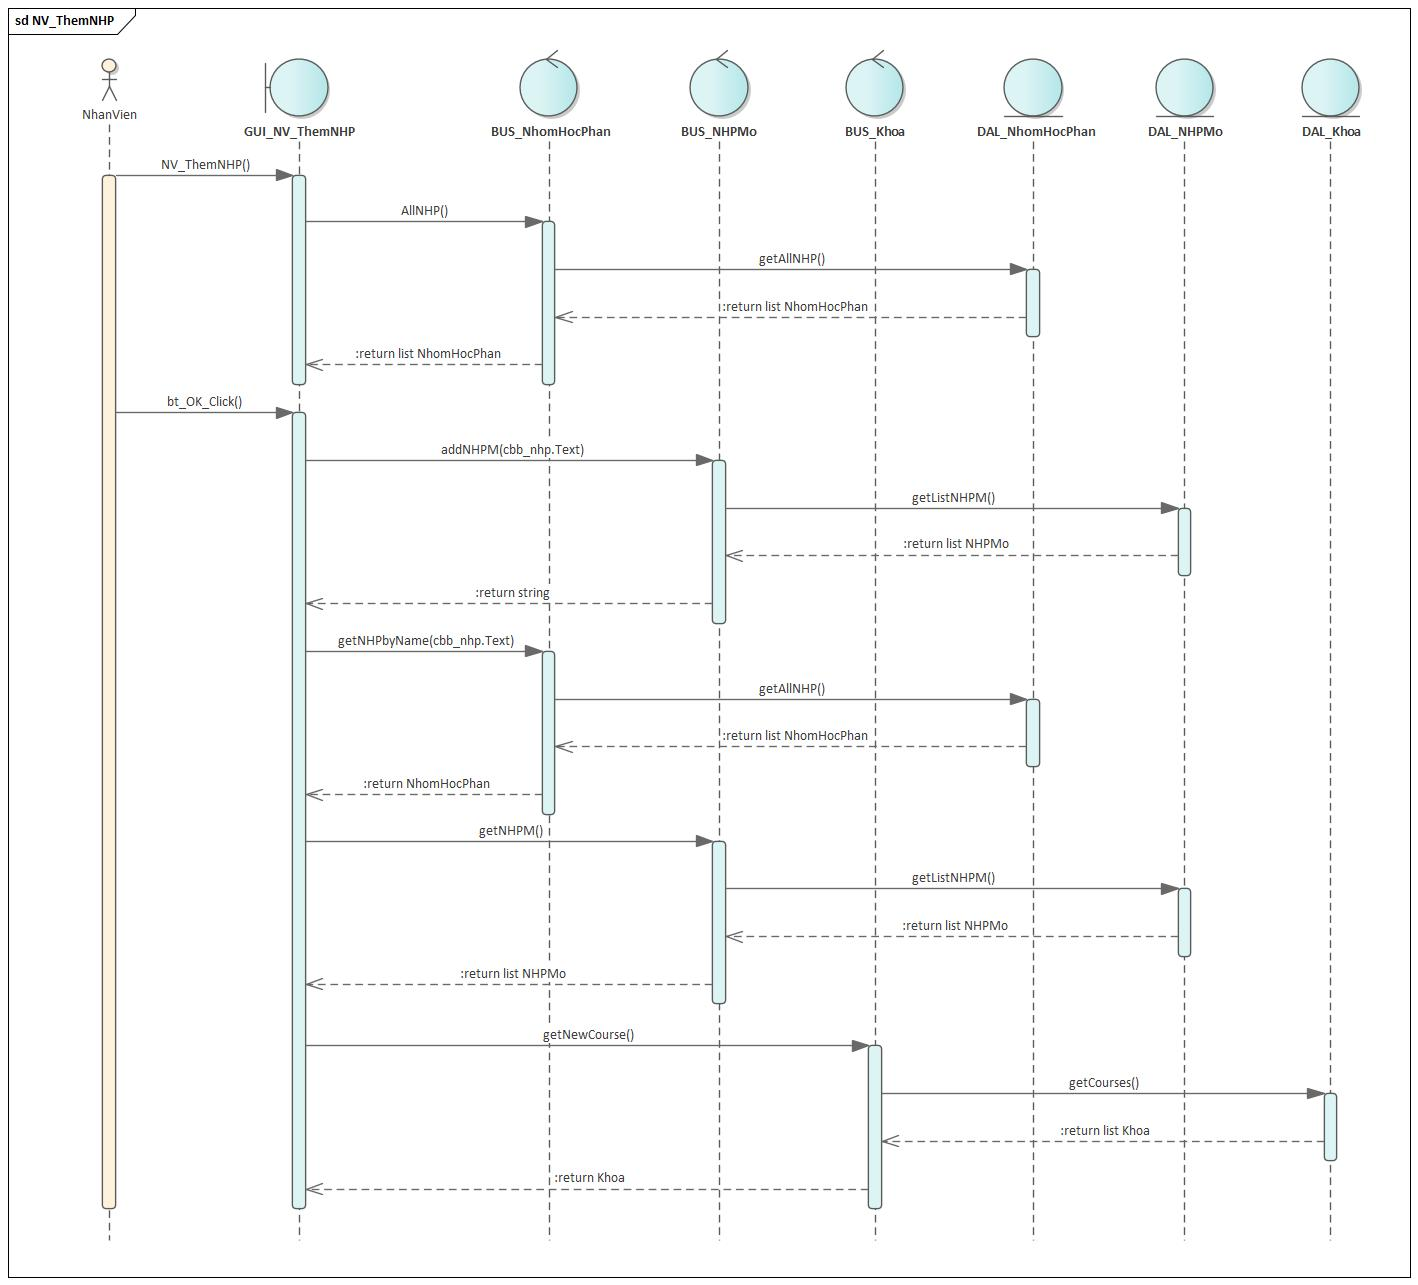 sd NV_ThemNHP
NhanVien
GUI_NV_ThemNHP
BUS_NhomHocPhan
BUS_NHPMo
BUS_Khoa
DAL_NhomHocPhan
DAL_NHPMo
DAL_Khoa
NV_ThemNHP()
AllNHP()
getAllNHP()
:return list NhomHocPhan
:return list NhomHocPhan
bt_OK_Click()
addNHPM(cbb_nhp.Text)
getListNHPM()
:return list NHPMo
:return string
getNHPbyName(cbb_nhp.Text)
getAllNHP()
:return list NhomHocPhan
:return NhomHocPhan
getNHPM()
getListNHPM()
:return list NHPMo
:return list NHPMo
getNewCourse()
getCourses()
:return list Khoa
:return Khoa